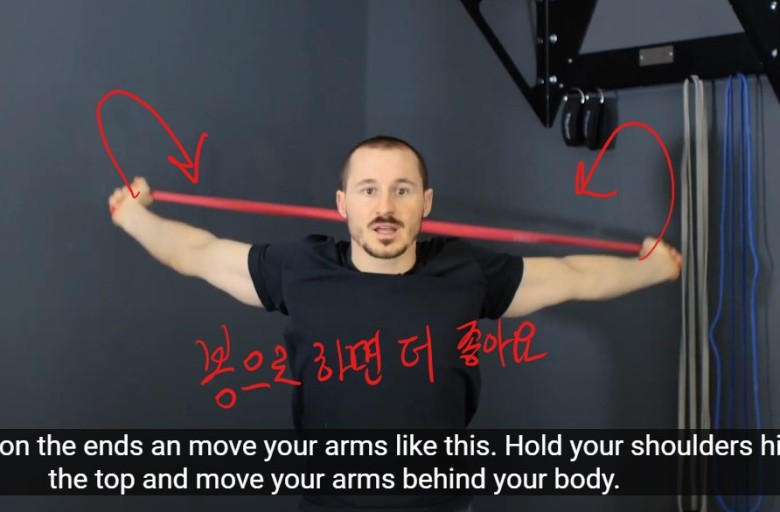 봉으로 하면 더 좋아요
on the ends an move your arms like this. Hold your shoulders hi
the top and move your arms behind your body.